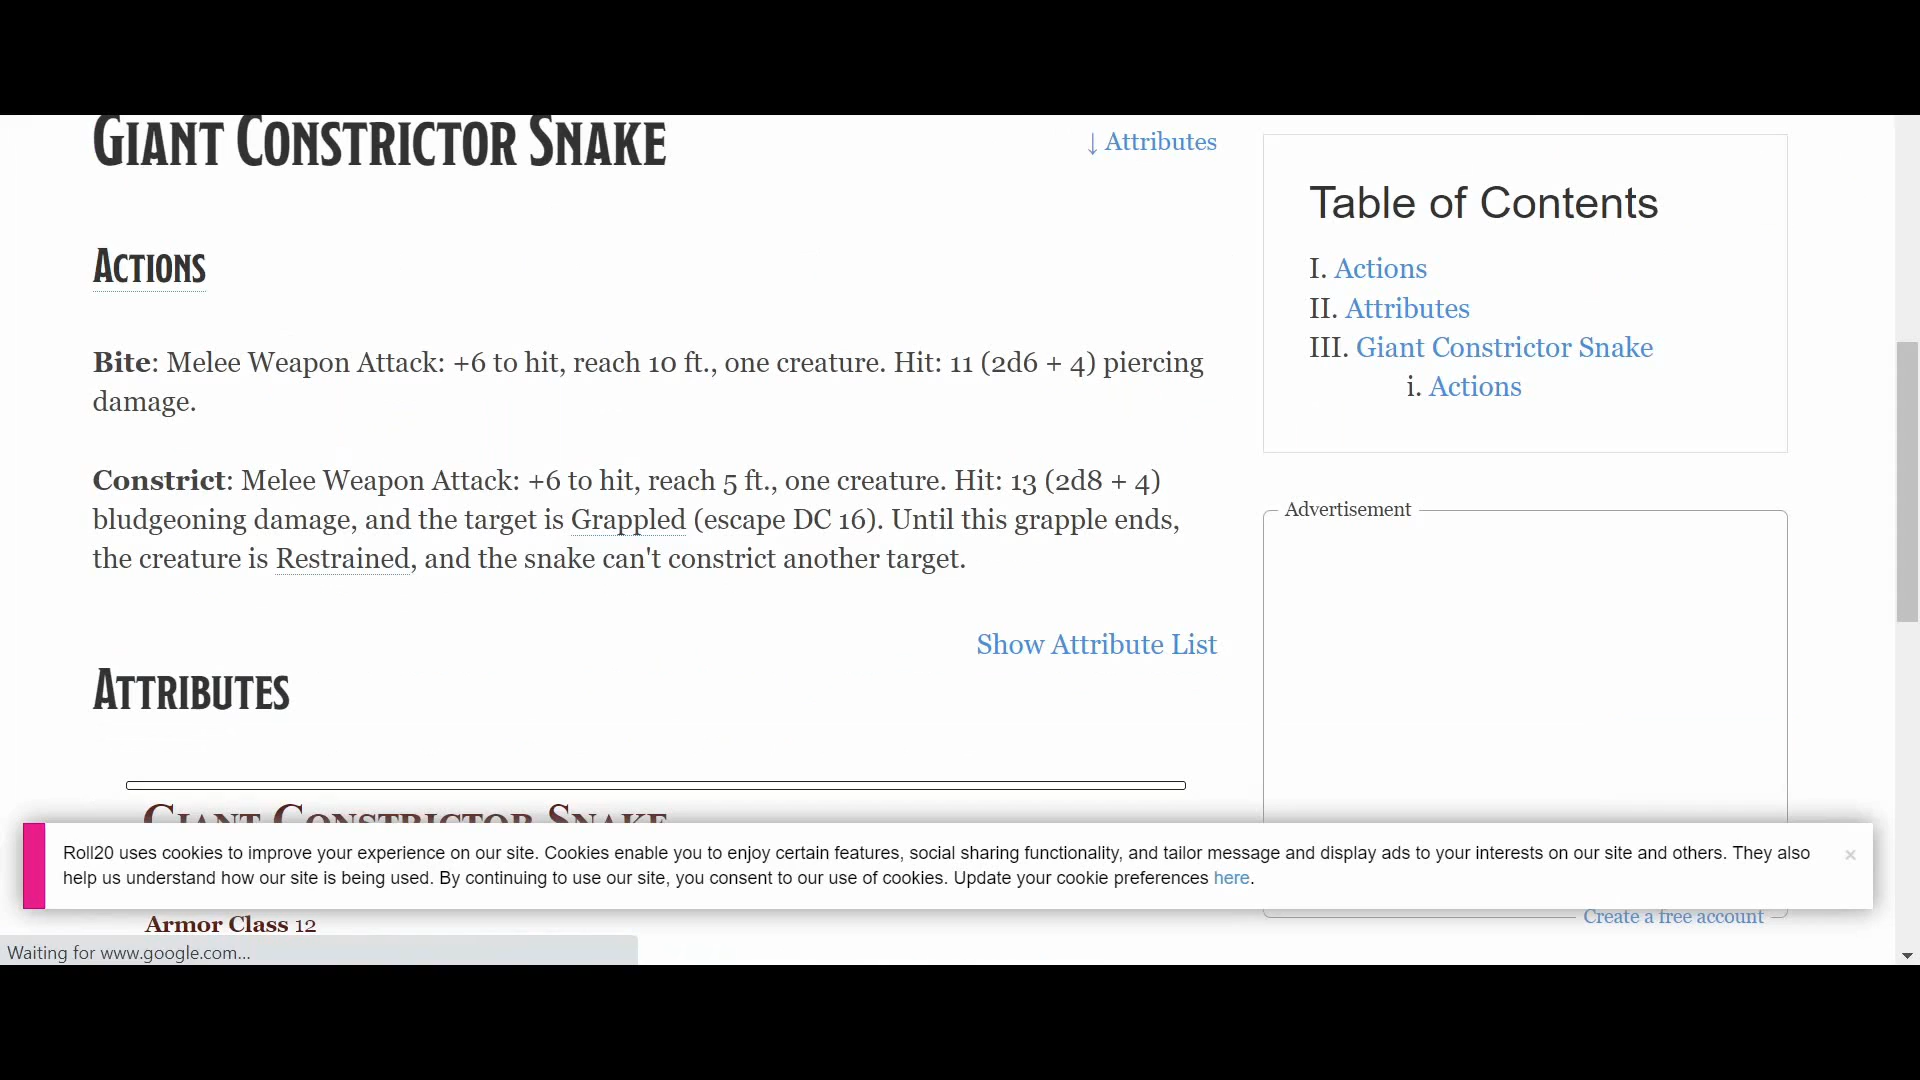 Giant Constrictor Snake
↓ Attributes
Actions
Bite: Melee Weapon Attack: +6 to hit, reach 10 ft., one creature. Hit: 11 (2d6 + 4) piercing
damage.
Constrict: Melee Weapon Attack: +6 to hit, reach 5 ft., one creature. Hit: 13 (2d8 + 4)
bludgeoning damage, and the target is Grappled (escape DC 16). Until this grapple ends,
the creature is Restrained, and the snake can't constrict another target.
Show Attribute List
Attributes
Giant Constrictor Snake
Table of Contents
I. Actions
II. Attributes
III. Giant Constrictor Snake
i. Actions
Advertisement
Roll20 uses cookies to improve your experience on our site. Cookies enable you to enjoy certain features, social sharing functionality, and tailor message and display ads to your interests on our site and others. They also
help us understand how our site is being used. By continuing to use our site, you consent to our use of cookies. Update your cookie preferences here.
×
Armor Class 12
Create a free account
Waiting for www.google.com...